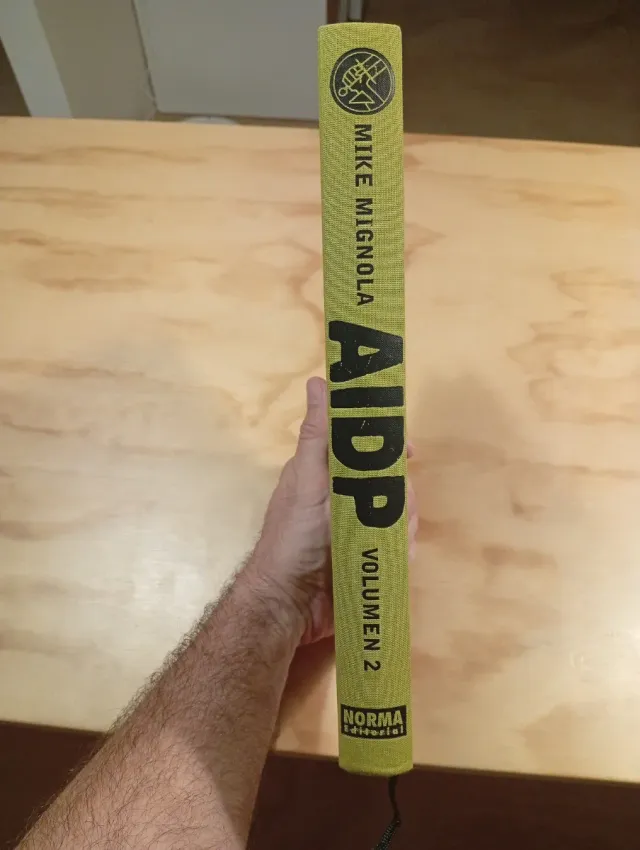 MIKE MIGNOLA
AIDP
VOLUMEN 2
NORMA
Editorial